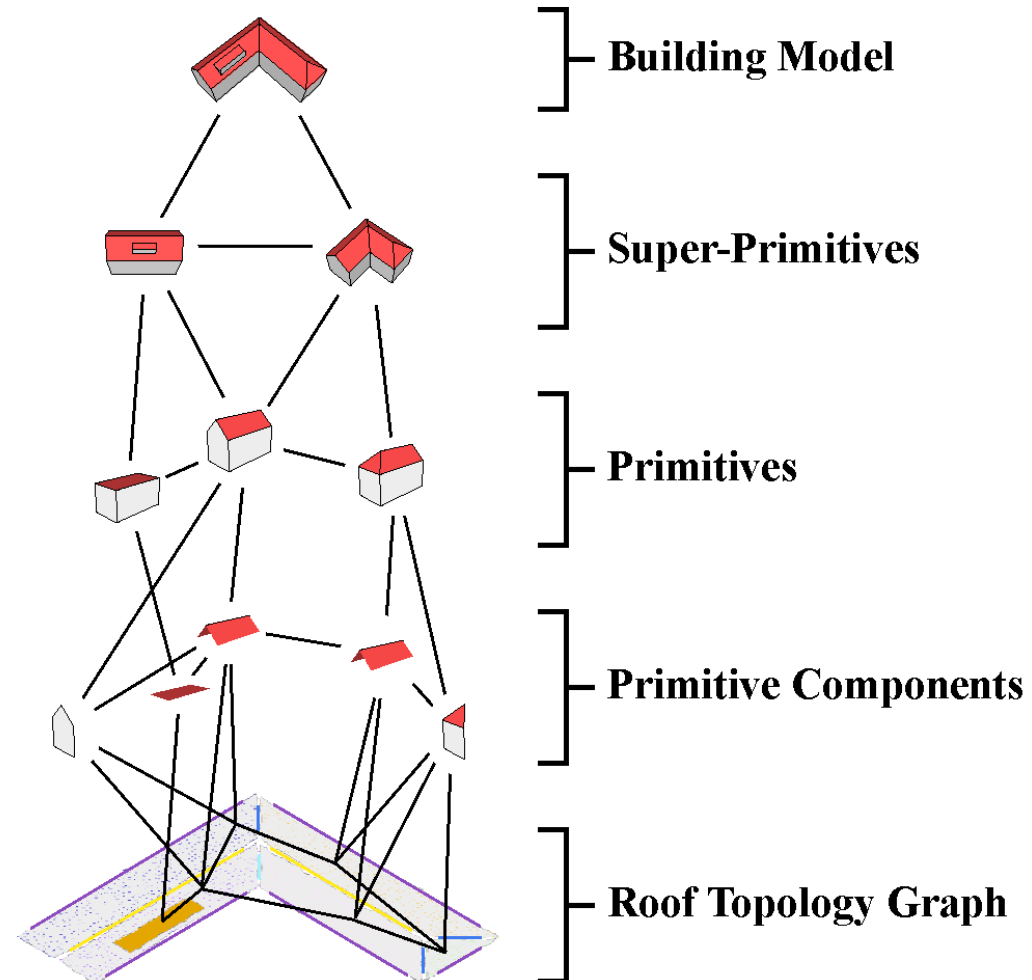 Building Model
Super-Primitives
Primitives
Primitive Components
Roof Topology Graph